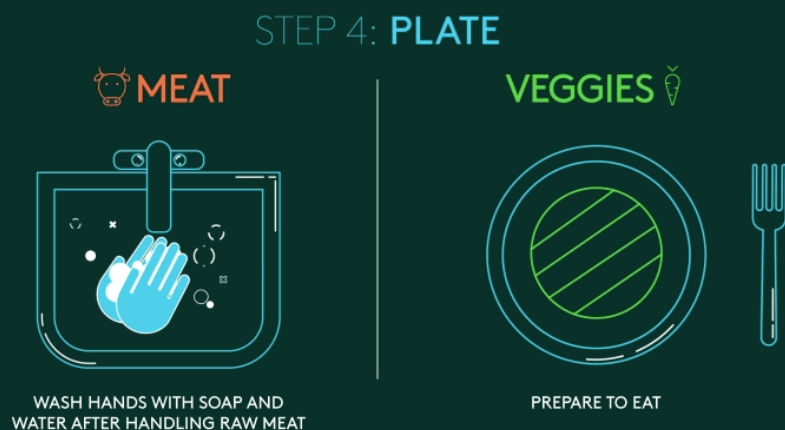 STEP 4: PLATE
MEAT
VEGGIES
WASH HANDS WITH SOAP AND
WATER AFTER HANDLING RAW MEAT
PREPARE TO EAT